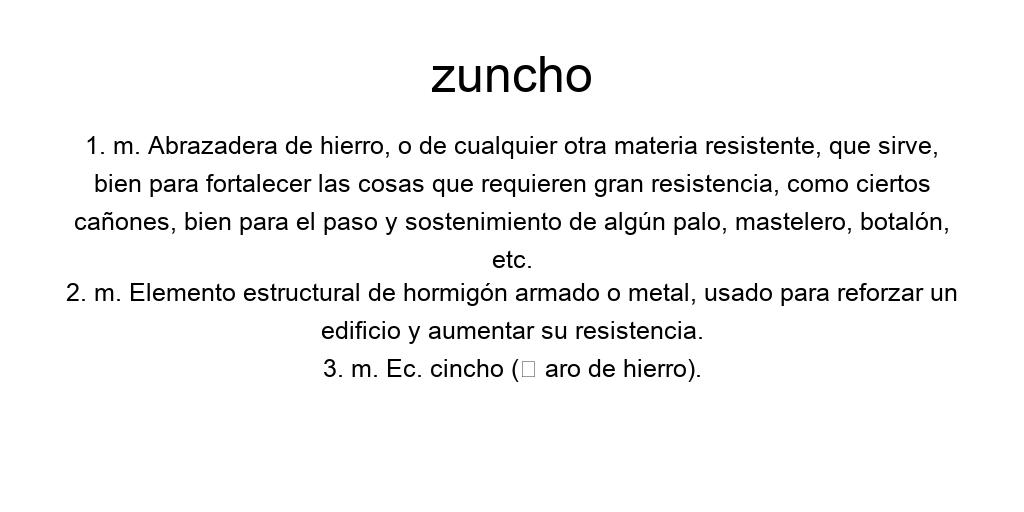 zuncho
1. m. Abrazadera de hierro, o de cualquier otra materia resistente, que sirve,
bien para fortalecer las cosas que requieren gran resistencia, como ciertos
cañones, bien para el paso y sostenimiento de algún palo, mastelero, botalón,
etc.
2. m. Elemento estructural de hormigón armado o metal, usado para reforzar un
edificio y aumentar su resistencia.
3. m. Ec. cincho (□ aro de hierro).